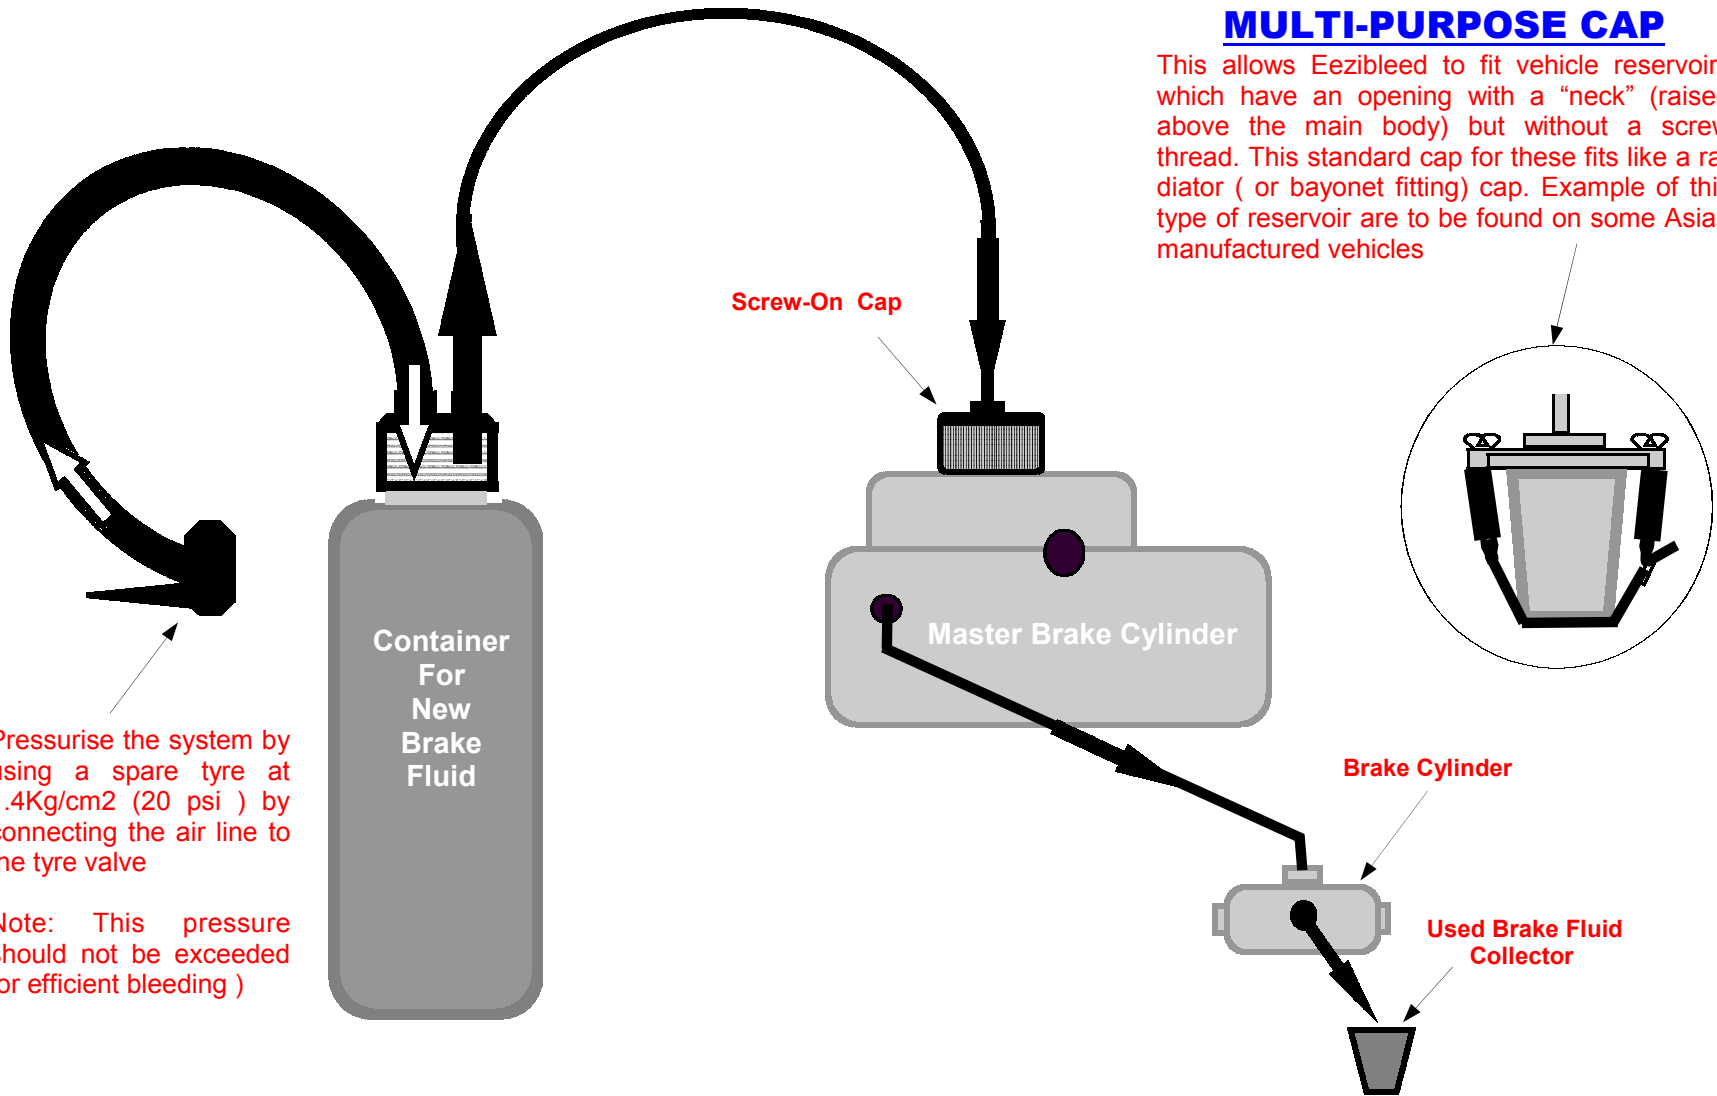 MULTI-PURPOSE CAP
This allows Eezibleed to fit vehicle reservoir
which have an opening with a “neck” (raise
above the main body) but without a screw
thread. This standard cap for these fits like a ra
diator ( or bayonet fitting) cap. Example of thi
type of reservoir are to be found on some Asia
manufactured vehicles
Screw-On Cap
Container
For
New
Brake
Fluid
Master Brake Cylinder
Pressurise the system by
using a spare tyre at
.4Kg/cm2 (20 psi ) by
connecting the air line to
the tyre valve
Note: This pressure
should not be exceeded
for efficient bleeding )
Brake Cylinder
Used Brake Fluid
Collector